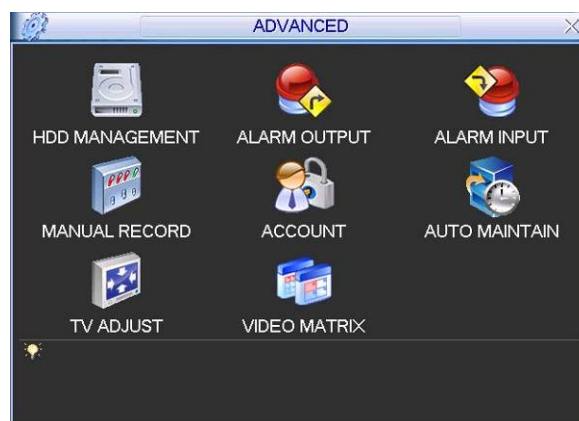 ADVANCED
HDD MANAGEMENT
ALARM OUTPUT
ALARM INPUT
MANUAL RECORD
ACCOUNT
AUTO MAINTAIN
TV ADJUST
VIDEO MATRIX